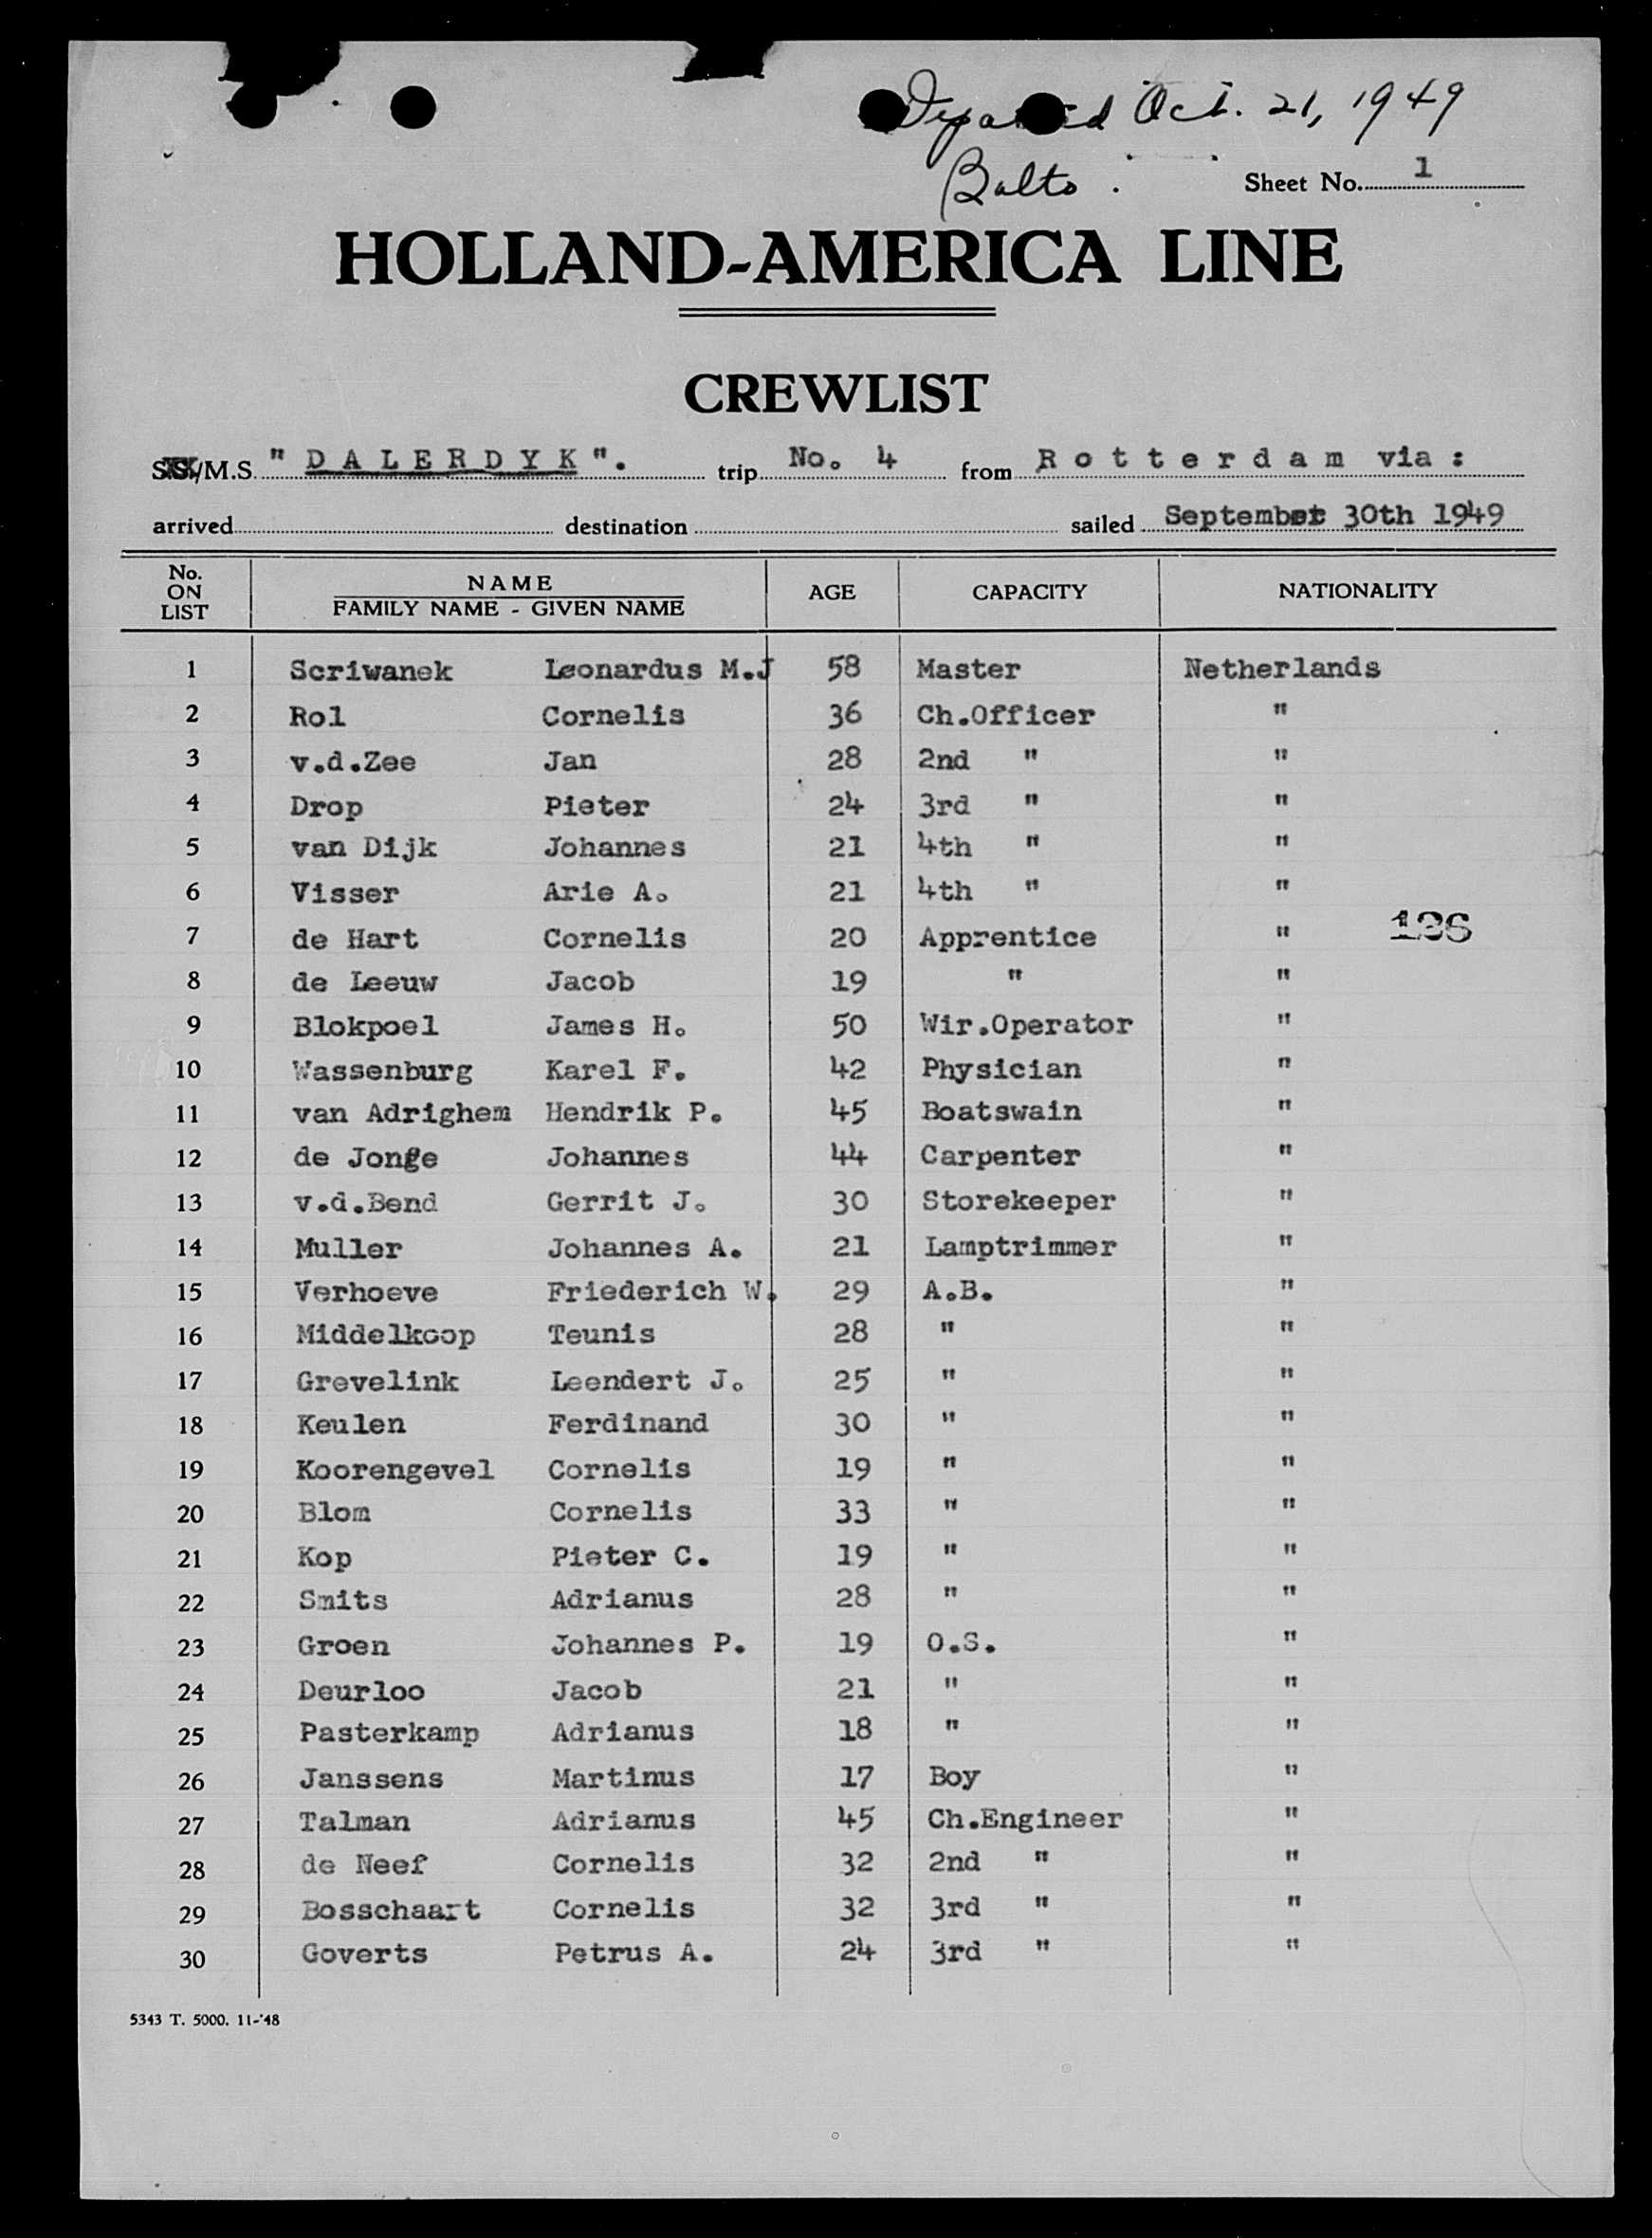 Departed Oct. 21, 1949
Balto.
Sheet No. 1
HOLLAND-AMERICA LINE
CREWLIST
SS/M.S. " D A L E R D Y K ". trip No. 4 from R o t t e r d a m via :
arrived destination sailed September 30th 1949
No. ON LIST NAME FAMILY NAME - GIVEN NAME AGE CAPACITY NATIONALITY
1 Scriwanek Leonardus M.J 58 Master Netherlands
2 Rol Cornelis 36 Ch.Officer "
3 v.d.Zee Jan 28 2nd " "
4 Drop Pieter 24 3rd " "
5 van Dijk Johannes 21 4th " "
6 Visser Arie A. 21 4th " "
7 de Hart Cornelis 20 Apprentice " 126
8 de Leeuw Jacob 19 " "
9 Blokpoel James H. 50 Wir.Operator "
10 Wassenburg Karel F. 42 Physician "
11 van Adrighem Hendrik P. 45 Boatswain "
12 de Jonge Johannes 44 Carpenter "
13 v.d.Bend Gerrit J. 30 Storekeeper "
14 Muller Johannes A. 21 Lamptrimmer "
15 Verhoeve Friederich W. 29 A.B. "
16 Middelkoop Teunis 28 " "
17 Grevelink Leendert J. 25 " "
18 Keulen Ferdinand 30 " "
19 Koorengevel Cornelis 19 " "
20 Blom Cornelis 33 " "
21 Kop Pieter C. 19 " "
22 Smits Adrianus 28 " "
23 Groen Johannes P. 19 O.S. "
24 Deurloo Jacob 21 " "
25 Pasterkamp Adrianus 18 " "
26 Janssens Martinus 17 Boy "
27 Talman Adrianus 45 Ch.Engineer "
28 de Neef Cornelis 32 2nd " "
29 Bosschaart Cornelis 32 3rd " "
30 Goverts Petrus A. 24 3rd " "
5343 T. 5000. 11-'48